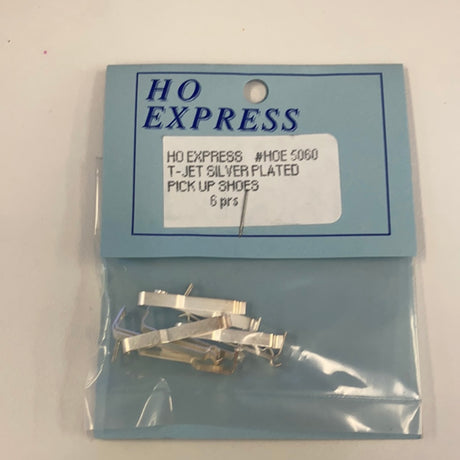 HO
EXPRESS
HO EXPRESS #HOE 5060
T-JET SILVER PLATED
PICK UP SHOES
6 prs